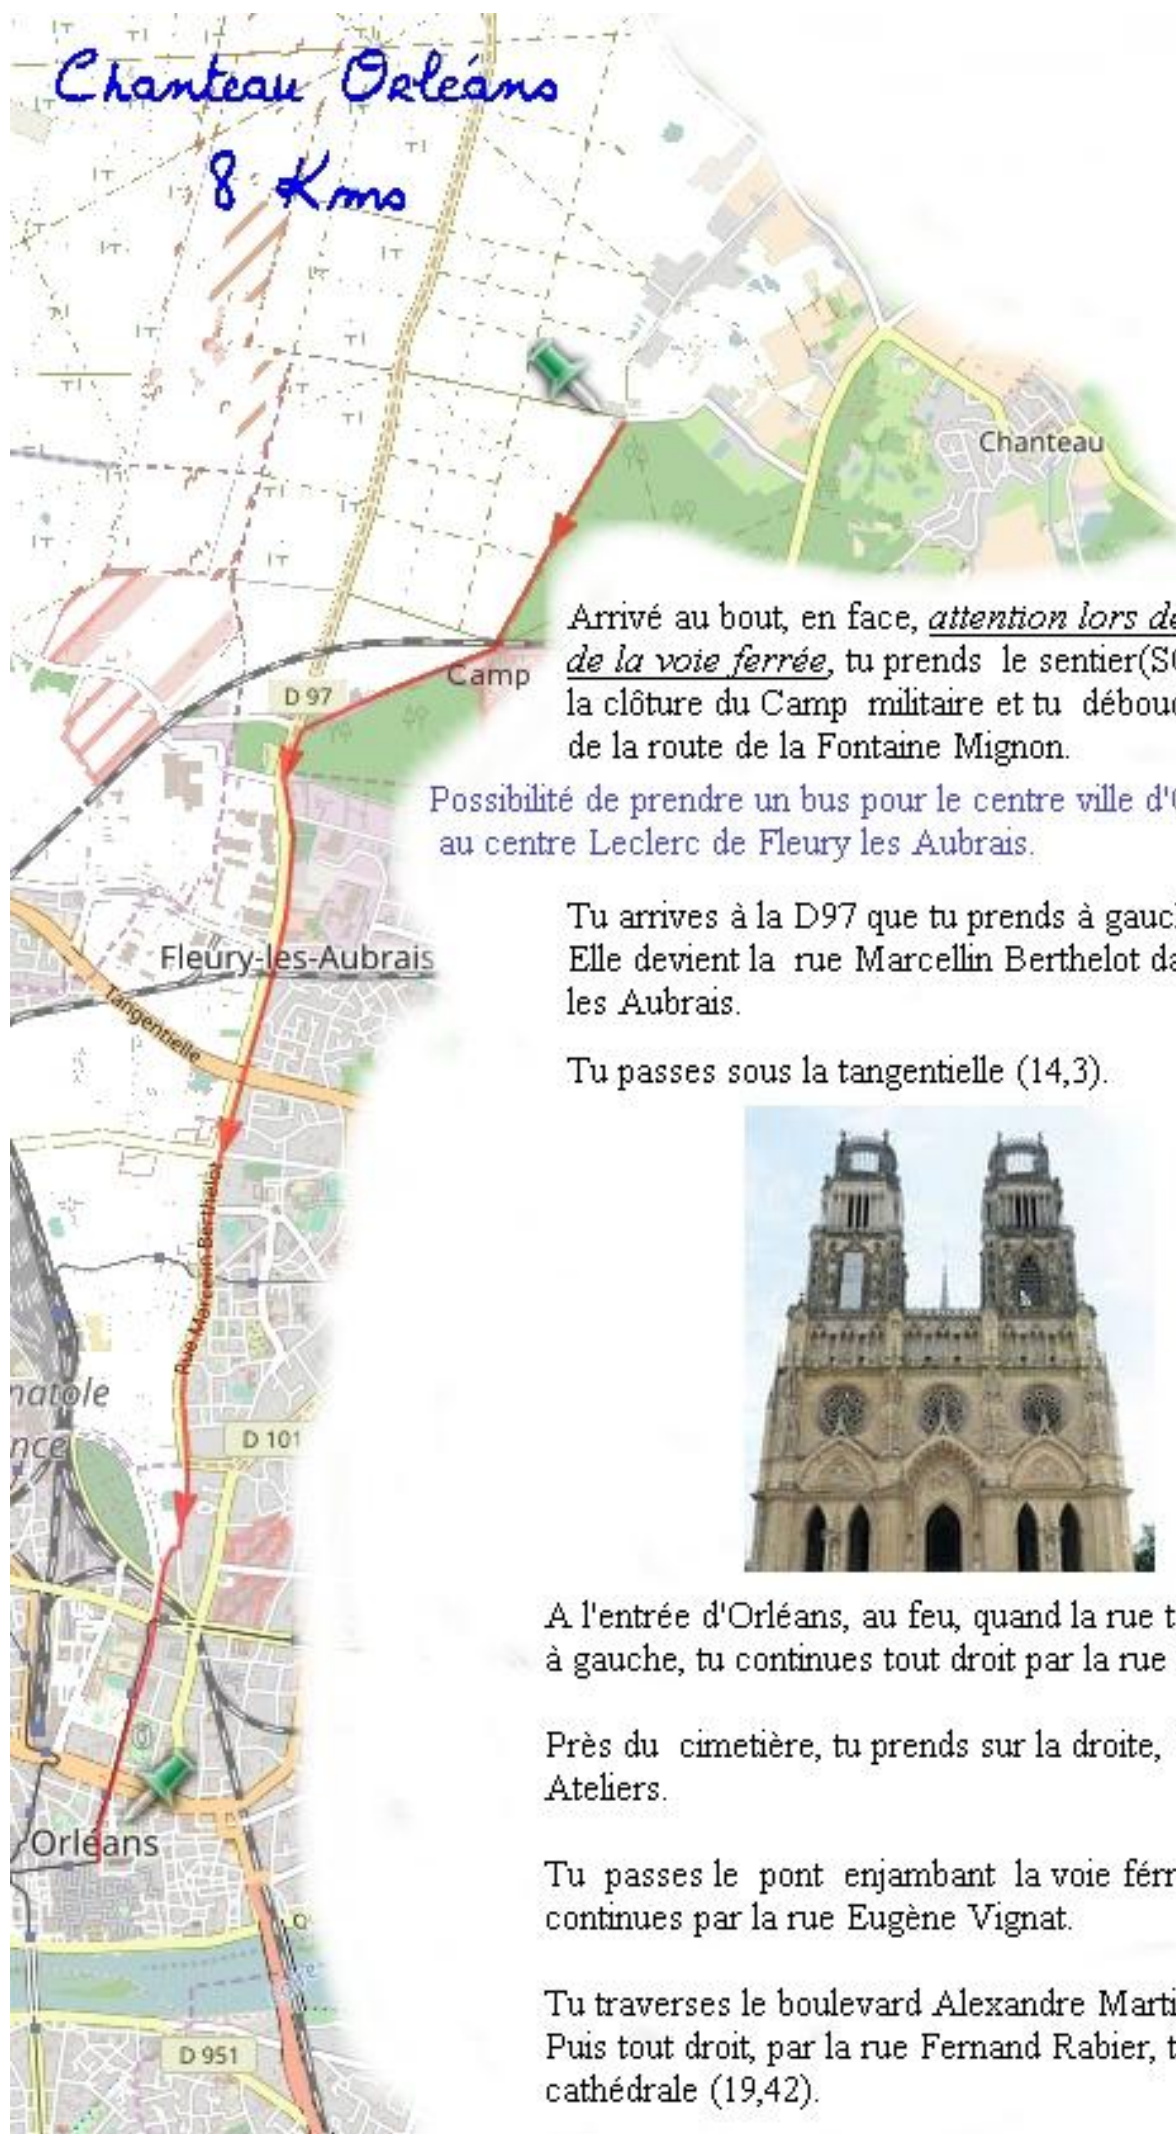 Chanteau Orléans
8 Kms
Chanteau
Arrivé au bout, en face, attention lors de
de la voie ferrée, tu prends le sentier(S
la clôture du Camp militaire et tu débouc
de la route de la Fontaine Mignon.
Camp
D 97
Possibilité de prendre un bus pour le centre ville d'
au centre Leclerc de Fleury les Aubrais.
Tu arrives à la D97 que tu prends à gauc
Elle devient la rue Marcellin Berthelot da
les Aubrais.
Fleury-les-Aubrais
Tangentielle
Tu passes sous la tangentielle (14,3).
Rue Marcelin Berthelot
natole
nce
D 101
A l'entrée d'Orléans, au feu, quand la rue t
à gauche, tu continues tout droit par la rue
Près du cimetière, tu prends sur la droite,
Ateliers.
Orléans
Tu passes le pont enjambant la voie férr
continues par la rue Eugène Vignat.
Tu traverses le boulevard Alexandre Marti
Puis tout droit, par la rue Fernand Rabier, t
cathédrale (19,42).
D 951